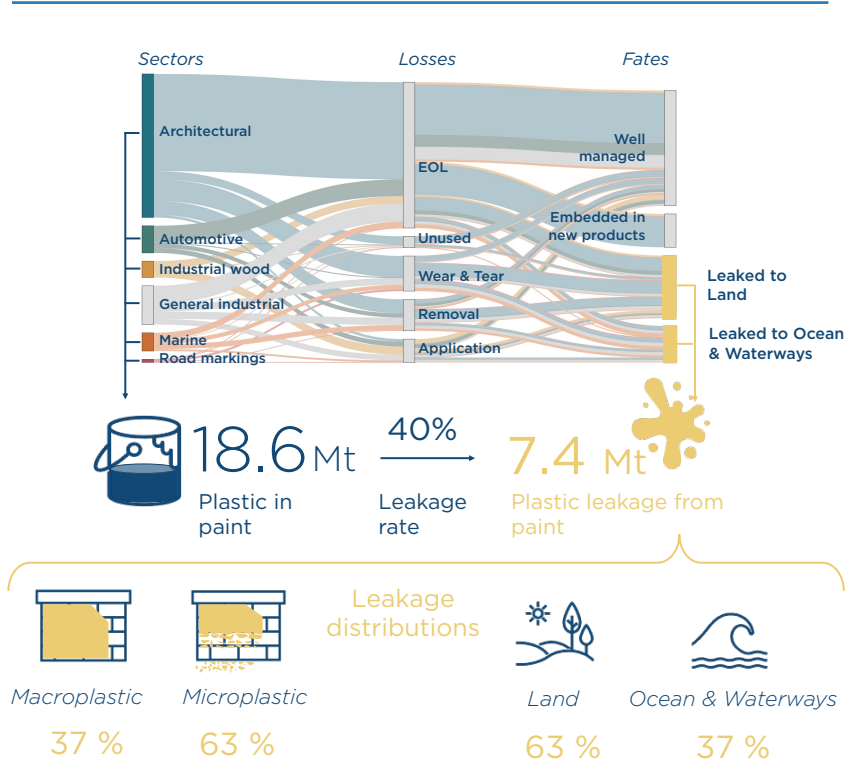 Sectors
Losses
Fates
Architectural
Automotive
Industrial wood
General industrial
Marine
Road markings
EOL
Unused
Wear & Tear
Removal
Application
Well
managed
Embedded in
new products
Leaked to
Land
Leaked to Ocean
& Waterways
18.6 Mt
Plastic in
paint
40%
Leakage
rate
7.4 Mt
Plastic leakage from
paint
Leakage
distributions
Macroplastic
37 %
Microplastic
63 %
Land
63 %
Ocean & Waterways
37 %